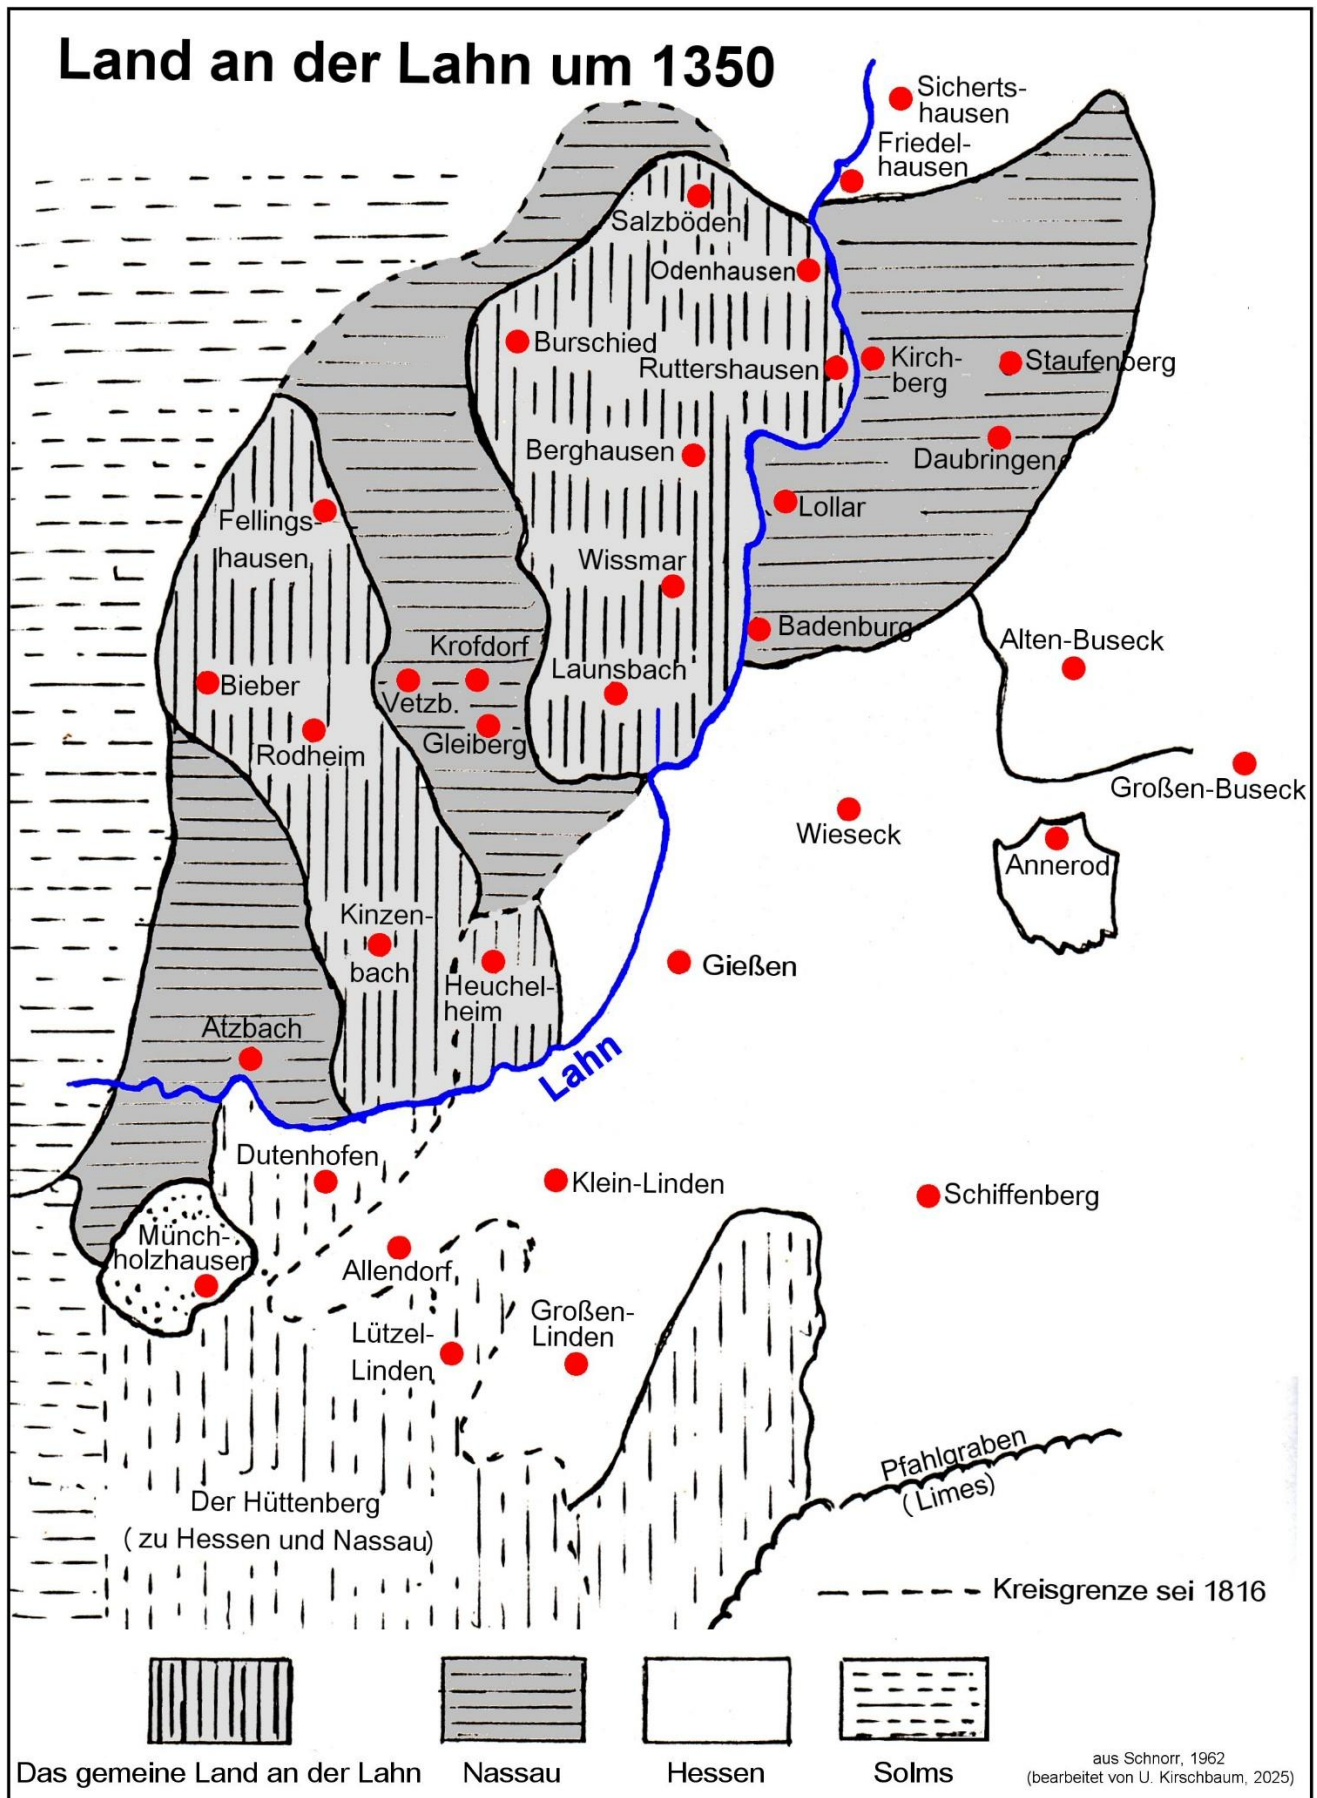 Land an der Lahn um 1350
Sicherts-
hausen
Friedel-
hausen
Salzböden
Odenhausen
Burschied
Ruttershausen
Kirch-
berg
Staufenberg
Berghausen
Daubringen
Lollar
Fellings-
hausen
Wissmar
Badenburg
Krofdorf
Alten-Buseck
Launsbach
Bieber
Vetzb.
Gleiberg
Rodheim
Großen-Buseck
Wieseck
Annerod
Kinzen-
bach
Heuchel-
heim
Gießen
Atzbach
Lahn
Dutenhofen
Klein-Linden
Schiffenberg
Münch-
holzhausen
Allendorf
Lützel-
Linden
Großen-
Linden
Pfahlgraben
(Limes)
Der Hüttenberg
(zu Hessen und Nassau)
Kreisgrenze sei 1816
Das gemeine Land an der Lahn
Nassau
Hessen
Solms
aus Schnorr, 1962
(bearbeitet von U. Kirschbaum, 2025)